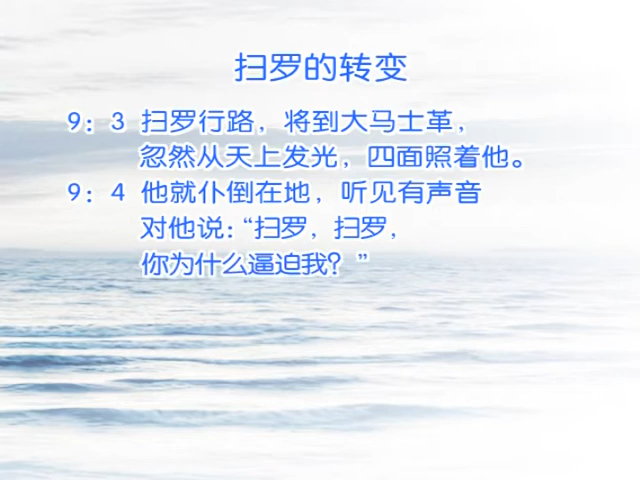 扫罗的转变
9：3 扫罗行路，将到大马士革，
忽然从天上发光，四面照着他。
9：4 他就仆倒在地，听见有声音
对他说：“扫罗，扫罗，
你为什么逼迫我？”